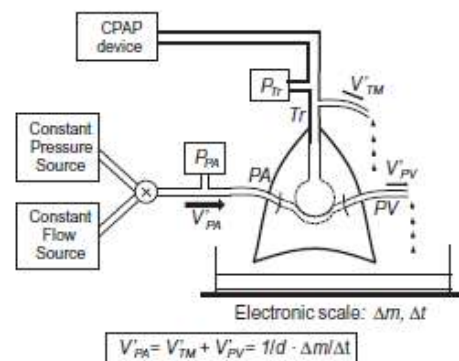 CPAP
device
P_Tr
V'_TM
Tr
Constant
Pressure
Source
P_PA
PA
V'_PV
V'_PA
PV
Constant
Flow
Source
Electronic scale: Δm, Δt
V'_PA = V'_TM + V'_PV = 1/d · Δm/Δt